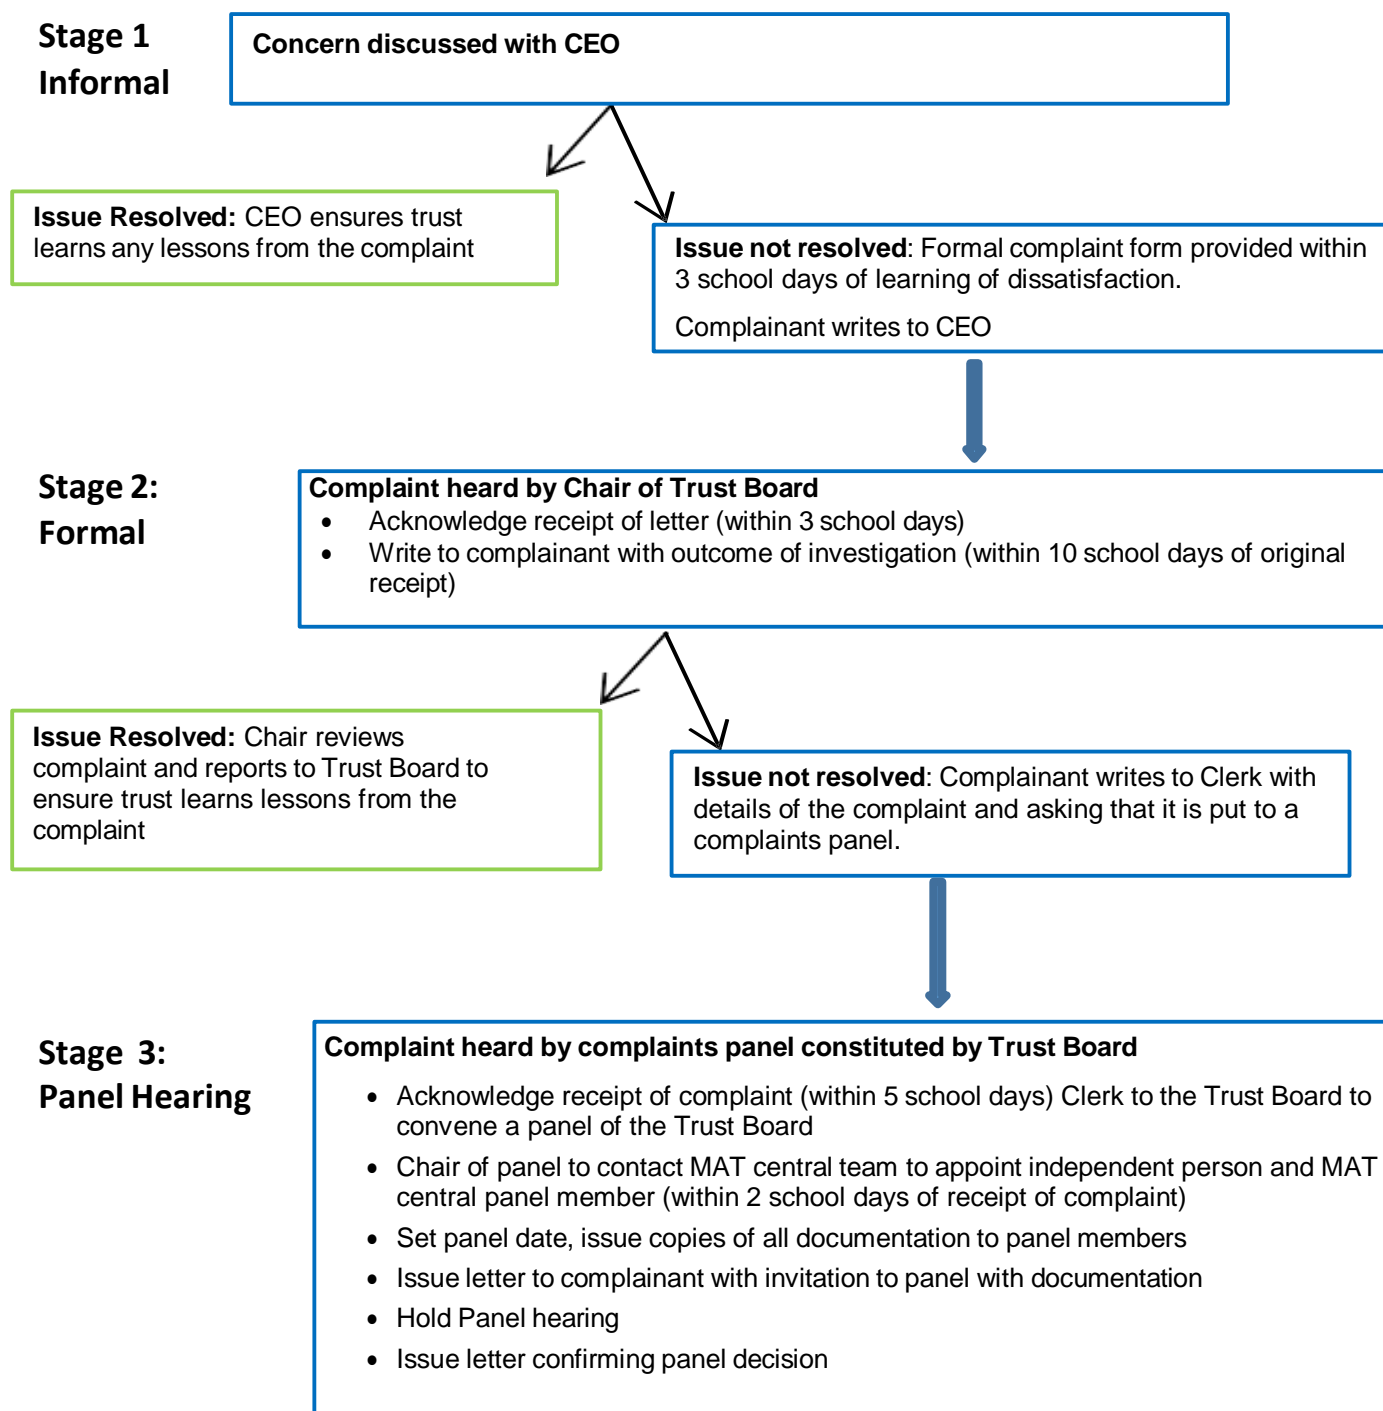 Stage 1
Informal
Concern discussed with CEO
Issue Resolved: CEO ensures trust
learns any lessons from the complaint
Issue not resolved: Formal complaint form provided within
3 school days of learning of dissatisfaction.
Complainant writes to CEO
Stage 2:
Formal
Complaint heard by Chair of Trust Board
• Acknowledge receipt of letter (within 3 school days)
• Write to complainant with outcome of investigation (within 10 school days of original
receipt)
Issue Resolved: Chair reviews
complaint and reports to Trust Board to
ensure trust learns lessons from the
complaint
Issue not resolved: Complainant writes to Clerk with
details of the complaint and asking that it is put to a
complaints panel.
Stage 3:
Panel Hearing
Complaint heard by complaints panel constituted by Trust Board
• Acknowledge receipt of complaint (within 5 school days) Clerk to the Trust Board to
convene a panel of the Trust Board
• Chair of panel to contact MAT central team to appoint independent person and MAT
central panel member (within 2 school days of receipt of complaint)
• Set panel date, issue copies of all documentation to panel members
• Issue letter to complainant with invitation to panel with documentation
• Hold Panel hearing
• Issue letter confirming panel decision